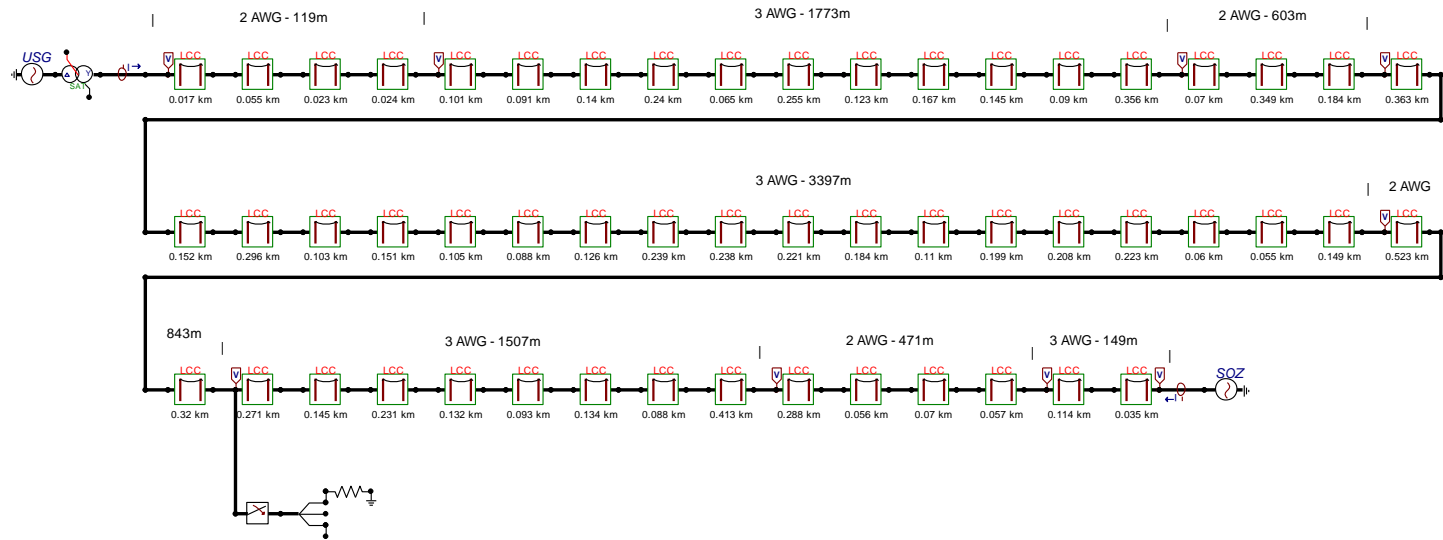 2 AWG - 119m
3 AWG - 1773m
2 AWG - 603m
USG
SAT
Y
I
V
LCC LCC LCC LCC
V
LCC LCC LCC LCC LCC LCC LCC LCC LCC LCC LCC
V
LCC LCC LCC
V
LCC
0.017 km 0.055 km 0.023 km 0.024 km 0.101 km 0.091 km 0.14 km 0.24 km 0.065 km 0.255 km 0.123 km 0.167 km 0.145 km 0.09 km 0.356 km 0.07 km 0.349 km 0.184 km 0.363 km
3 AWG - 3397m
2 AWG
LCC LCC LCC LCC LCC LCC LCC LCC LCC LCC LCC LCC LCC LCC LCC LCC LCC LCC
V
LCC
0.152 km 0.296 km 0.103 km 0.151 km 0.105 km 0.088 km 0.126 km 0.239 km 0.238 km 0.221 km 0.184 km 0.11 km 0.199 km 0.208 km 0.223 km 0.06 km 0.055 km 0.149 km 0.523 km
843m
3 AWG - 1507m
2 AWG - 471m
3 AWG - 149m
LCC
V
LCC LCC LCC LCC LCC LCC LCC LCC
V
LCC LCC LCC LCC
V
LCC LCC
V
I
SOZ
0.32 km 0.271 km 0.145 km 0.231 km 0.132 km 0.093 km 0.134 km 0.088 km 0.413 km 0.288 km 0.056 km 0.07 km 0.057 km 0.114 km 0.035 km